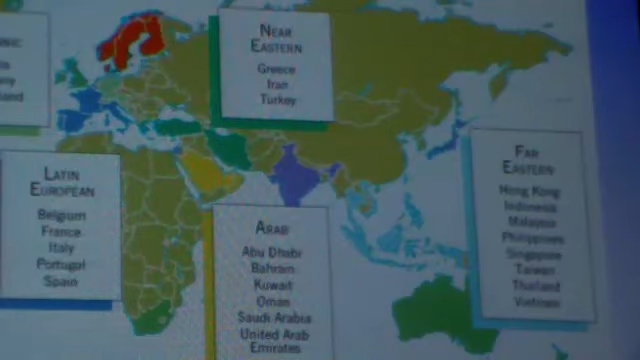 NEAR
EASTERN
Greece
Iran
Turkey
LATIN
EUROPEAN
Belgium
France
Italy
Portugal
Spain
ARAB
Abu Dhabi
Bahrain
Kuwait
Oman
Saudi Arabia
United Arab
Emirates
FAR
EASTERN
Hong Kong
Indonesia
Malaysia
Philippines
Singapore
Taiwan
Thailand
Vietnam